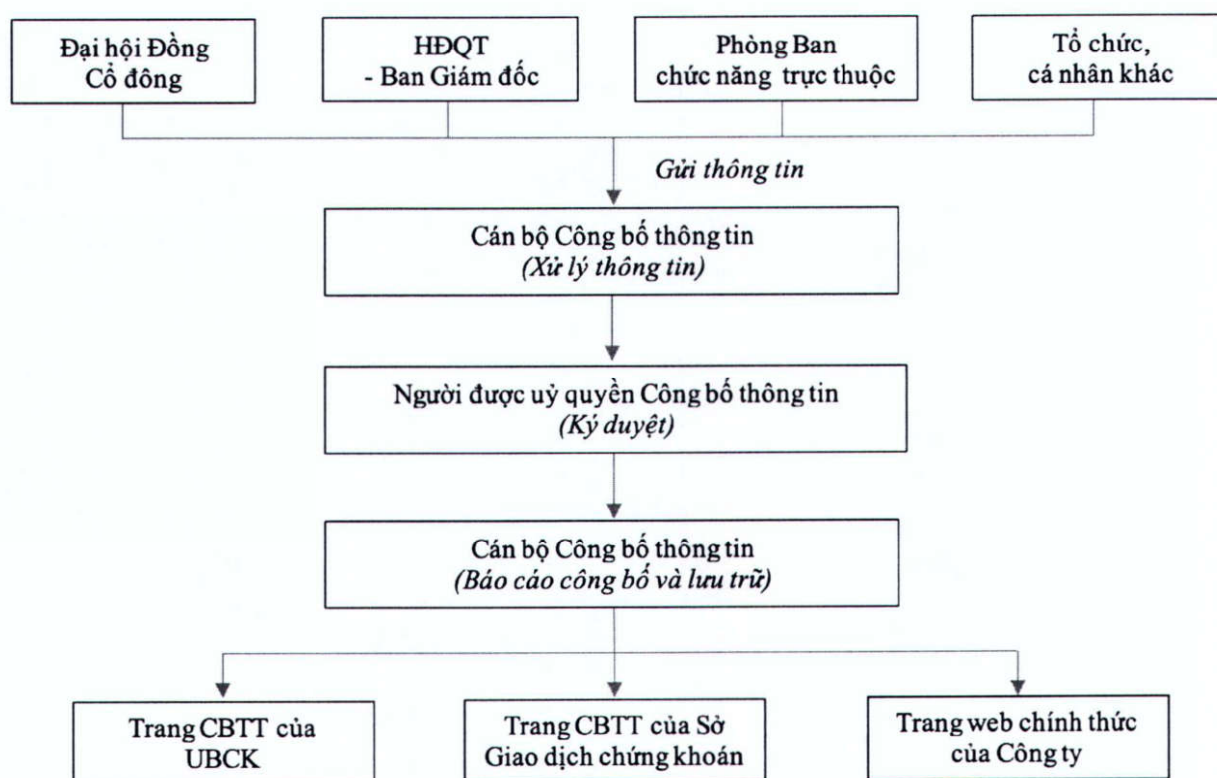 Đại hội Đồng
Cổ đông
HĐQT
- Ban Giám đốc
Phòng Ban
chức năng trực thuộc
Tổ chức,
cá nhân khác
Gửi thông tin
Cán bộ Công bố thông tin
(Xử lý thông tin)
Người được uỷ quyền Công bố thông tin
(Ký duyệt)
Cán bộ Công bố thông tin
(Báo cáo công bố và lưu trữ)
Trang CBTT của
UBCK
Trang CBTT của Sở
Giao dịch chứng khoán
Trang web chính thức
của Công ty